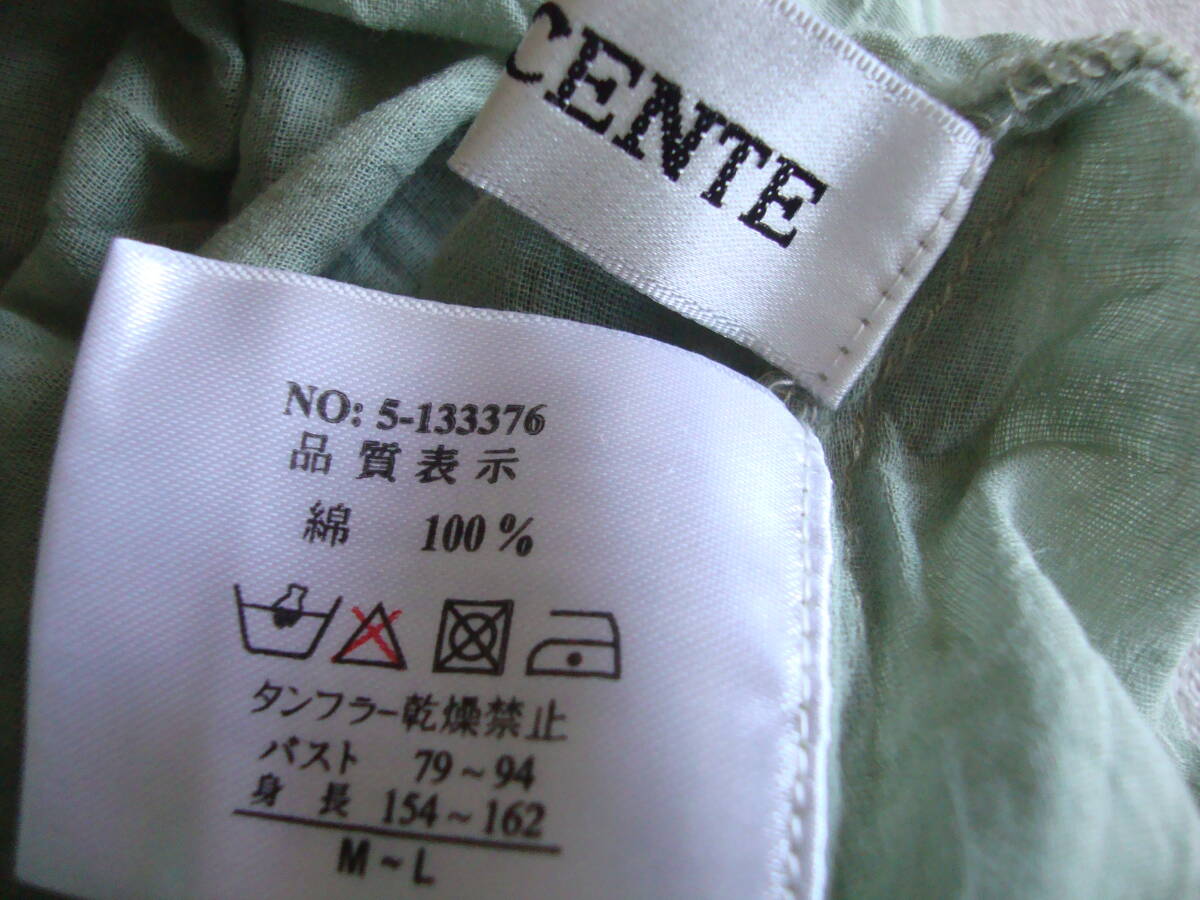 CENTE
NO: 5-133376
品質表示
綿 100%
タンフラー乾燥禁止
バスト 79~94
身長 154~162
M~L